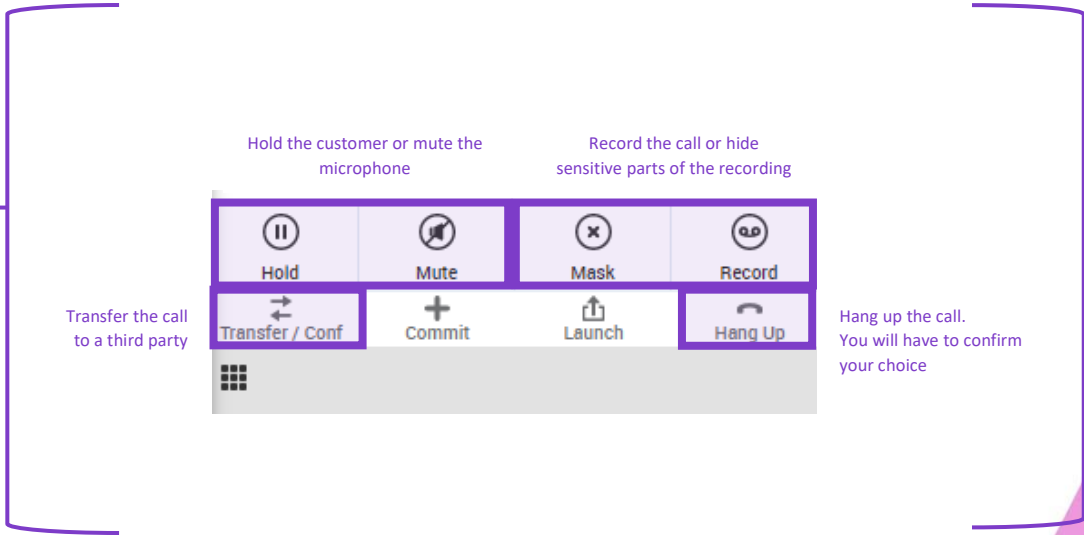 Hold the customer or mute the
microphone
Record the call or hide
sensitive parts of the recording
Hold
Mute
Mask
Record
Transfer the call
to a third party
Transfer / Conf
Commit
Launch
Hang Up
Hang up the call.
You will have to confirm
your choice